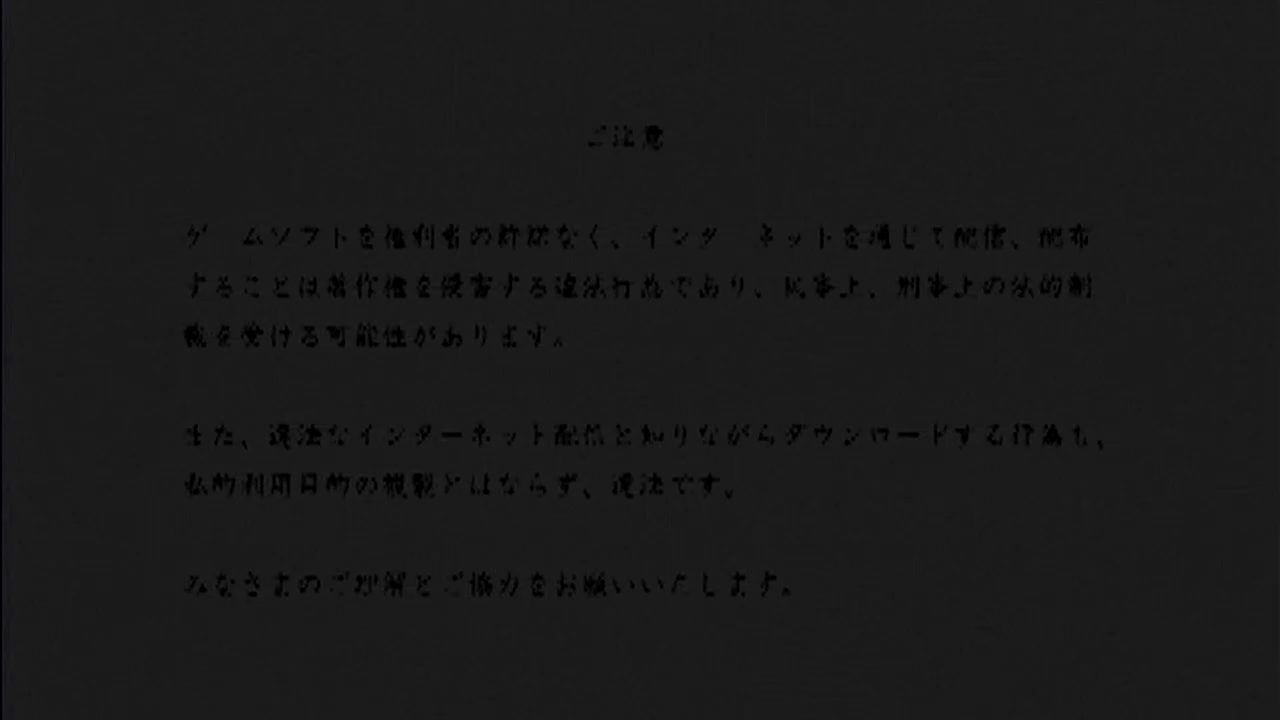 ご注意
ゲームソフトを権利者の許諾なく、インターネットを通じて配信、配布
することは著作権を侵害する違法行為であり、民事上、刑事上の法的制
裁を受ける可能性があります。
また、違法なインターネット配信と知りながらダウンロードする行為も、
私的利用目的の複製とはならず、違法です。
みなさまのご理解とご協力をお願いいたします。